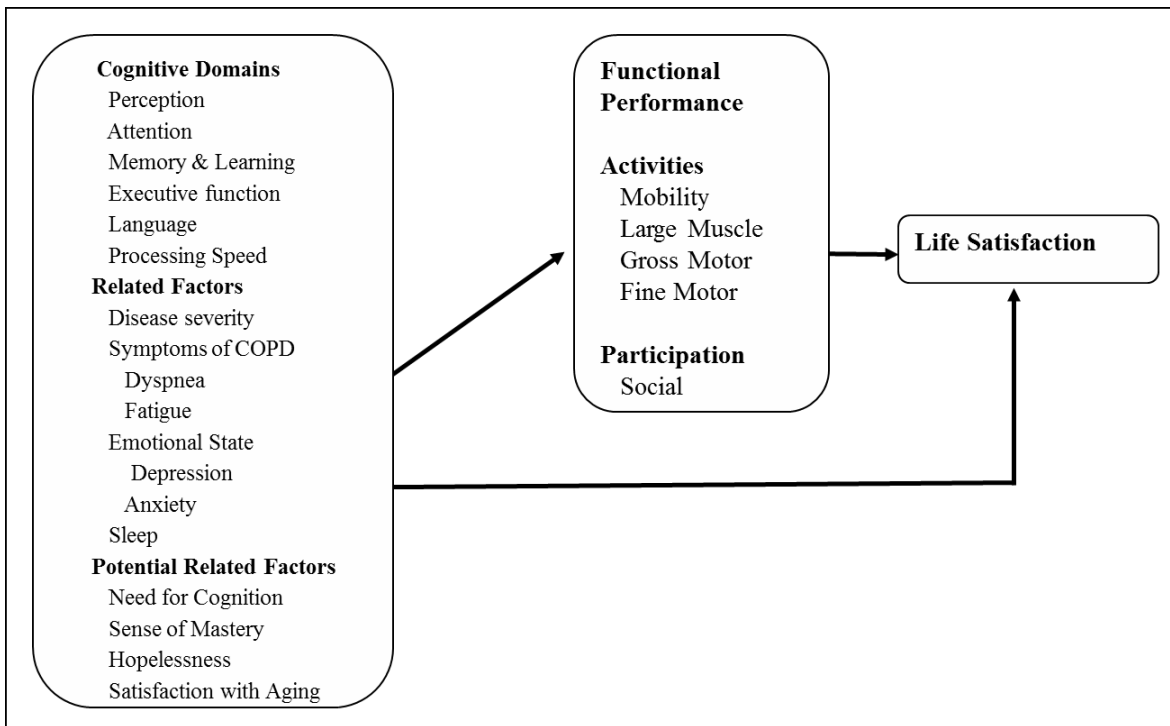 Cognitive Domains
Perception
Attention
Memory & Learning
Executive function
Language
Processing Speed
Related Factors
Disease severity
Symptoms of COPD
Dyspnea
Fatigue
Emotional State
Depression
Anxiety
Sleep
Potential Related Factors
Need for Cognition
Sense of Mastery
Hopelessness
Satisfaction with Aging
Functional
Performance
Activities
Mobility
Large Muscle
Gross Motor
Fine Motor
Participation
Social
Life Satisfaction